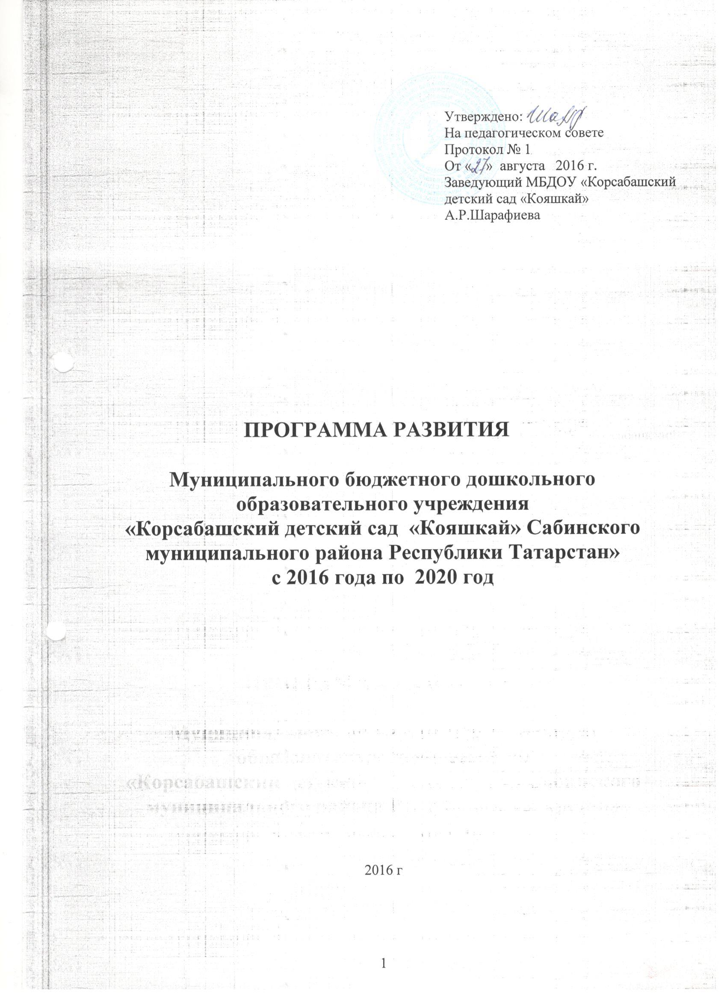 Утверждено:
На педагогическом совете
Протокол № 1
От «27» августа 2016 г.
Заведующий МБДОУ «Корсабашский
детский сад «Кояшкай»
А.Р.Шарафиева
ПРОГРАММА РАЗВИТИЯ
Муниципального бюджетного дошкольного
образовательного учреждения
«Корсабашский детский сад «Кояшкай» Сабинского
муниципального района Республики Татарстан»
с 2016 года по 2020 год
«Корсабашский
2016 г
1